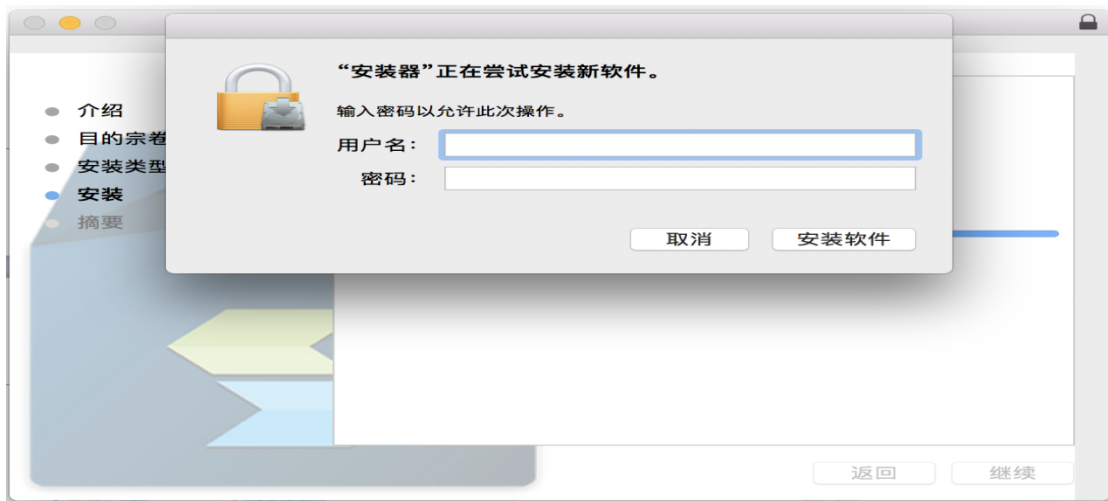 “安装器”正在尝试安装新软件。
输入密码以允许此次操作。
用户名：
密码：
取消
安装软件
介绍
目的宗卷
安装类型
安装
摘要
返回
继续